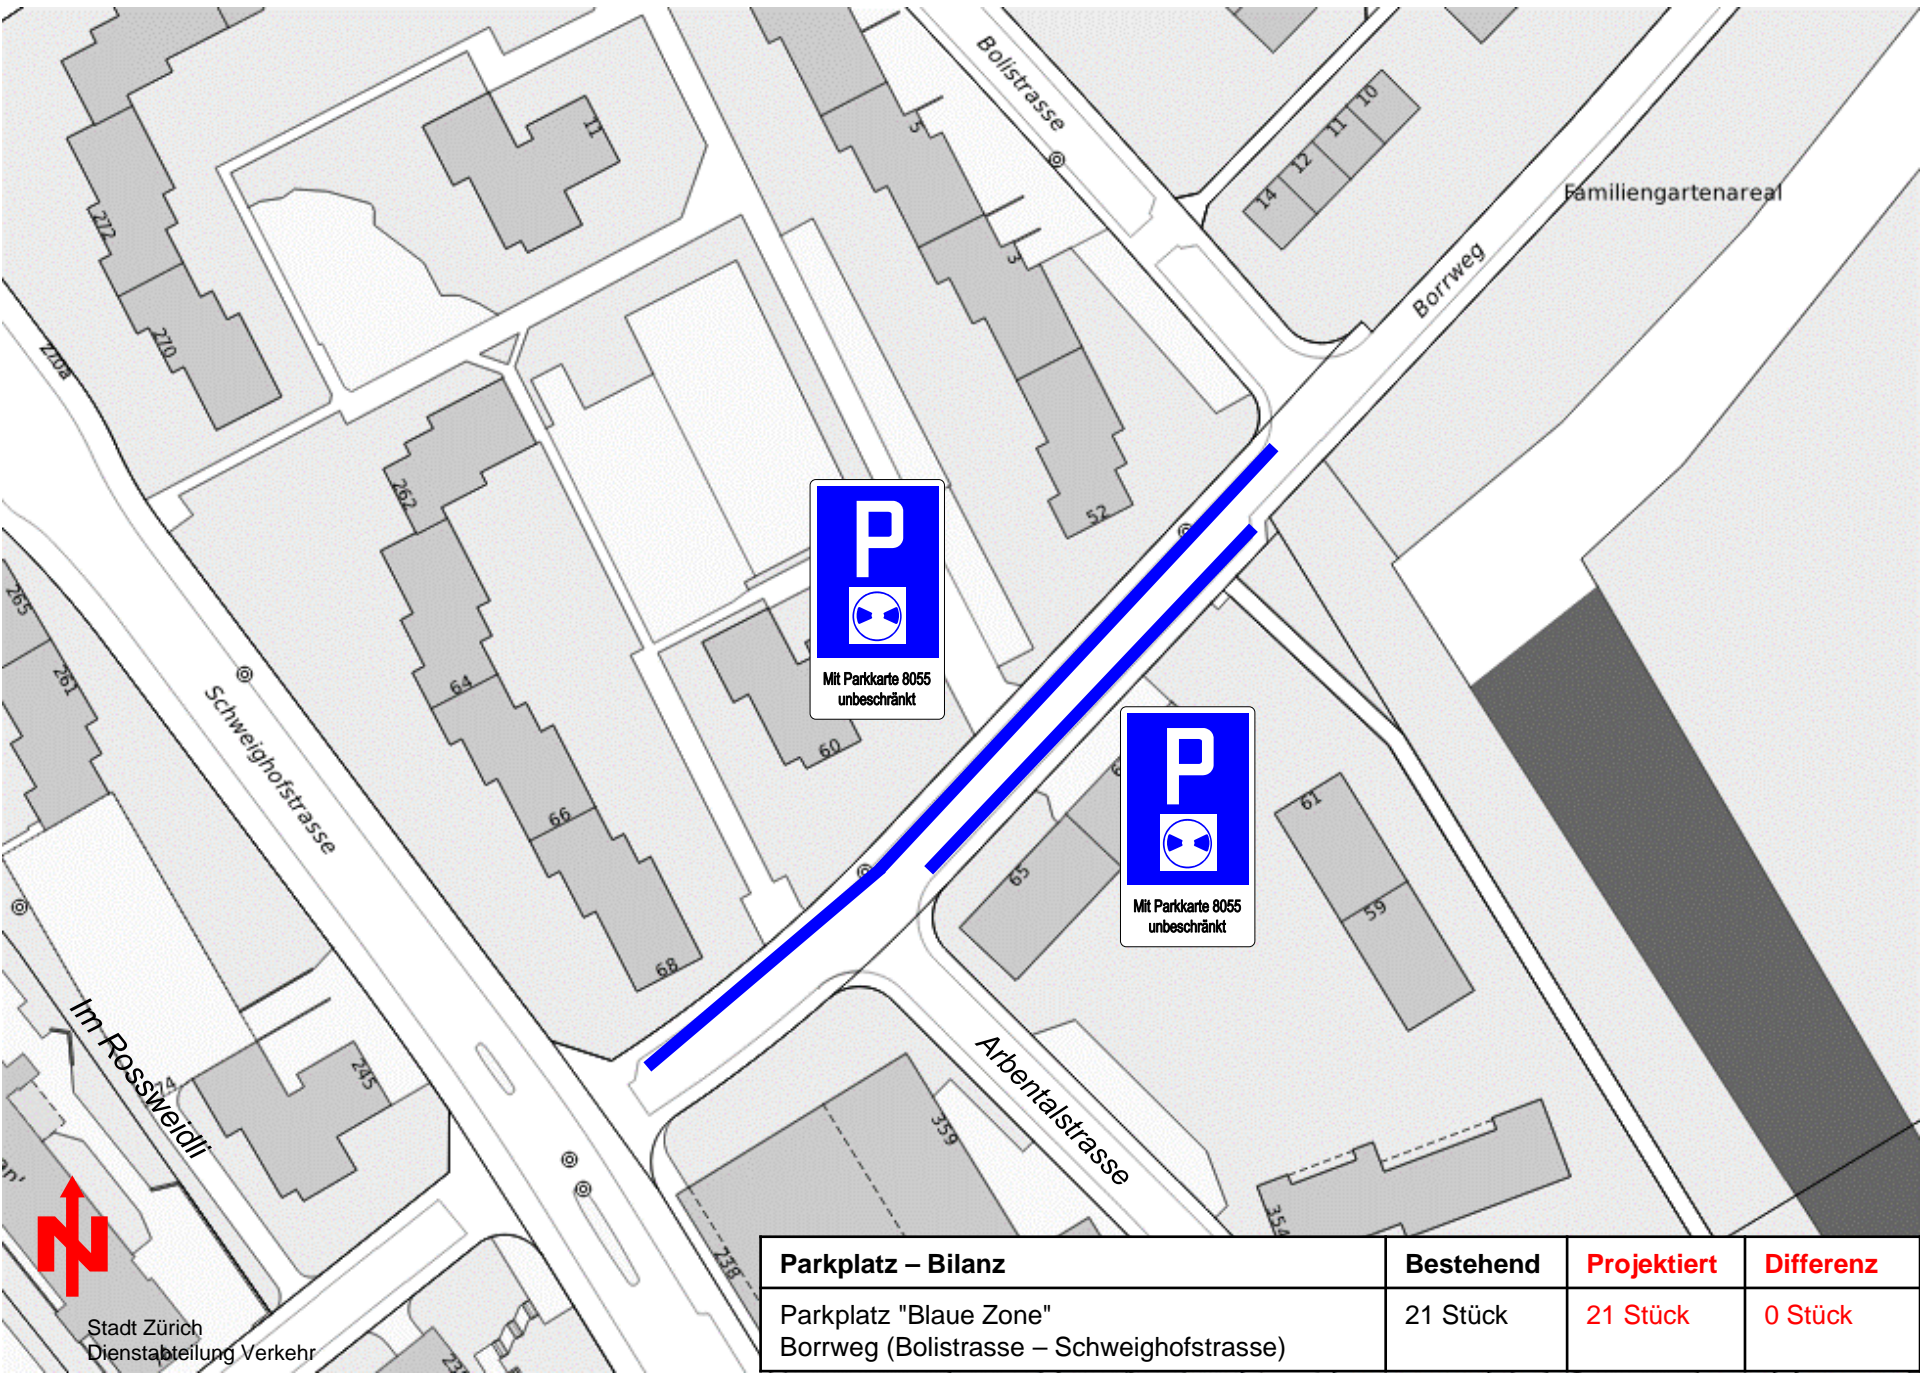 Bolistrasse
5
3
52
11
10
11
12
14
Familiengartenareal
Borrweg
272
270
270a
262
64
66
68
60
265
261
Schweighofstrasse
P
Mit Parkkarte 8055
unbeschränkt
P
Mit Parkkarte 8055
unbeschränkt
65
61
59
Im Rossweidli
74
245
Arbentalstrasse
359
354
238
N
Stadt Zürich
Dienstabteilung Verkehr
Parkplatz – Bilanz Bestehend Projektiert Differenz
Parkplatz "Blaue Zone" 21 Stück 21 Stück 0 Stück
Borrweg (Bolistrasse – Schweighofstrasse)